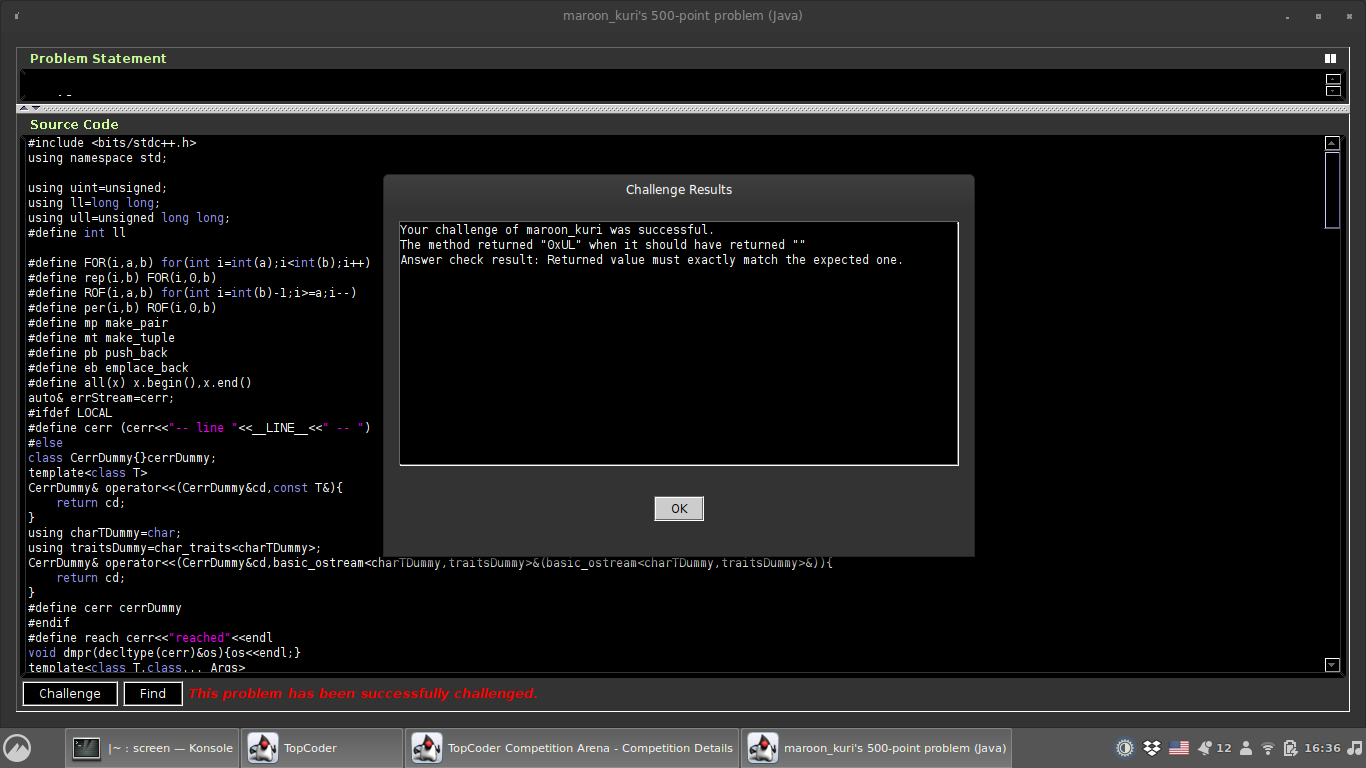 maroon_kuri's 500-point problem (Java)
Problem Statement
Source Code
#include <bits/stdc++.h>
using namespace std;
using uint=unsigned;
using ll=long long;
using ull=unsigned long long;
#define int ll
#define FOR(i,a,b) for(int i=int(a);i<int(b);i++)
#define rep(i,b) FOR(i,0,b)
#define ROF(i,a,b) for(int i=int(b)-1;i>=a;i--)
#define per(i,b) ROF(i,0,b)
#define mp make_pair
#define mt make_tuple
#define pb push_back
#define eb emplace_back
#define all(x) x.begin(),x.end()
auto& errStream=cerr;
#ifdef LOCAL
#define cerr (cerr<<"-- line "<<__LINE__<<" -- ")
#else
class CerrDummy{}cerrDummy;
template<class T>
CerrDummy& operator<<(CerrDummy&cd,const T&){
    return cd;
}
using charTDummy=char;
using traitsDummy=char_traits<charTDummy>;
CerrDummy& operator<<(CerrDummy&cd,basic_ostream<charTDummy,traitsDummy>&(basic_ostream<charTDummy,traitsDummy>&)){
    return cd;
}
#define cerr cerrDummy
#endif
#define reach cerr<<"reached"<<endl
void dmpr(decltype(cerr)&os){os<<endl;}
template<class T,class... Args>
Challenge Results
Your challenge of maroon_kuri was successful.
The method returned "OxUL" when it should have returned ""
Answer check result: Returned value must exactly match the expected one.
OK
Challenge
Find
This problem has been successfully challenged.
|~ : screen — Konsole
TopCoder
TopCoder Competition Arena - Competition Details
maroon_kuri's 500-point problem (Java)
12
16:36